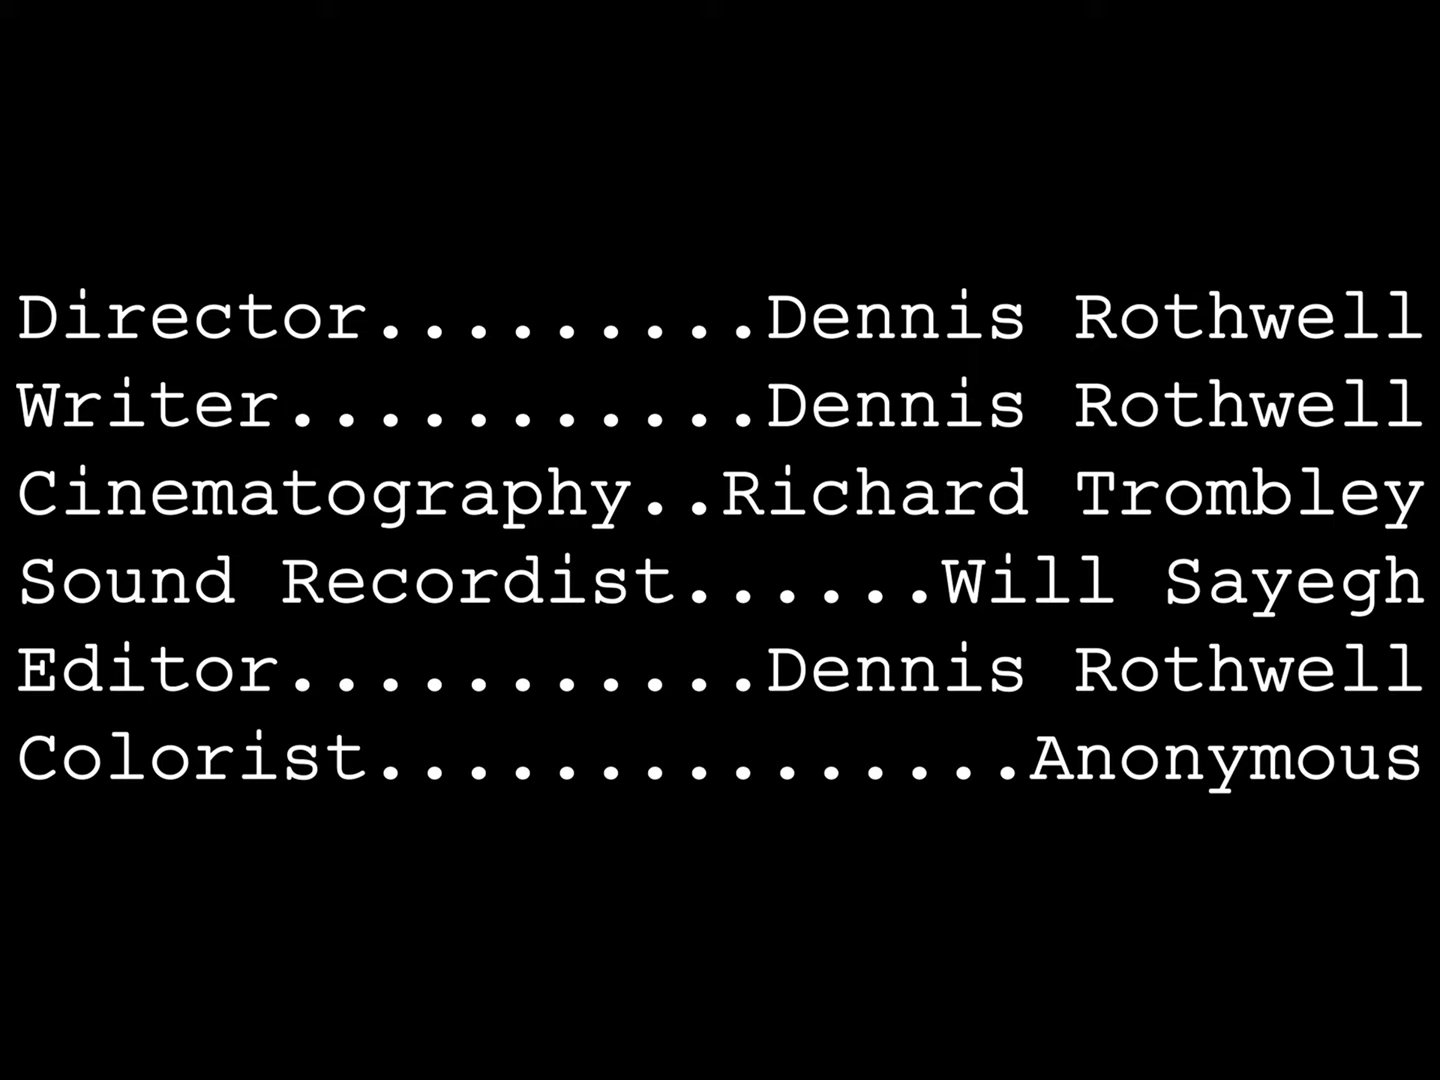 Director.........Dennis Rothwell
Writer...........Dennis Rothwell
Cinematography..Richard Trombley
Sound Recordist......Will Sayegh
Editor...........Dennis Rothwell
Colorist...............Anonymous